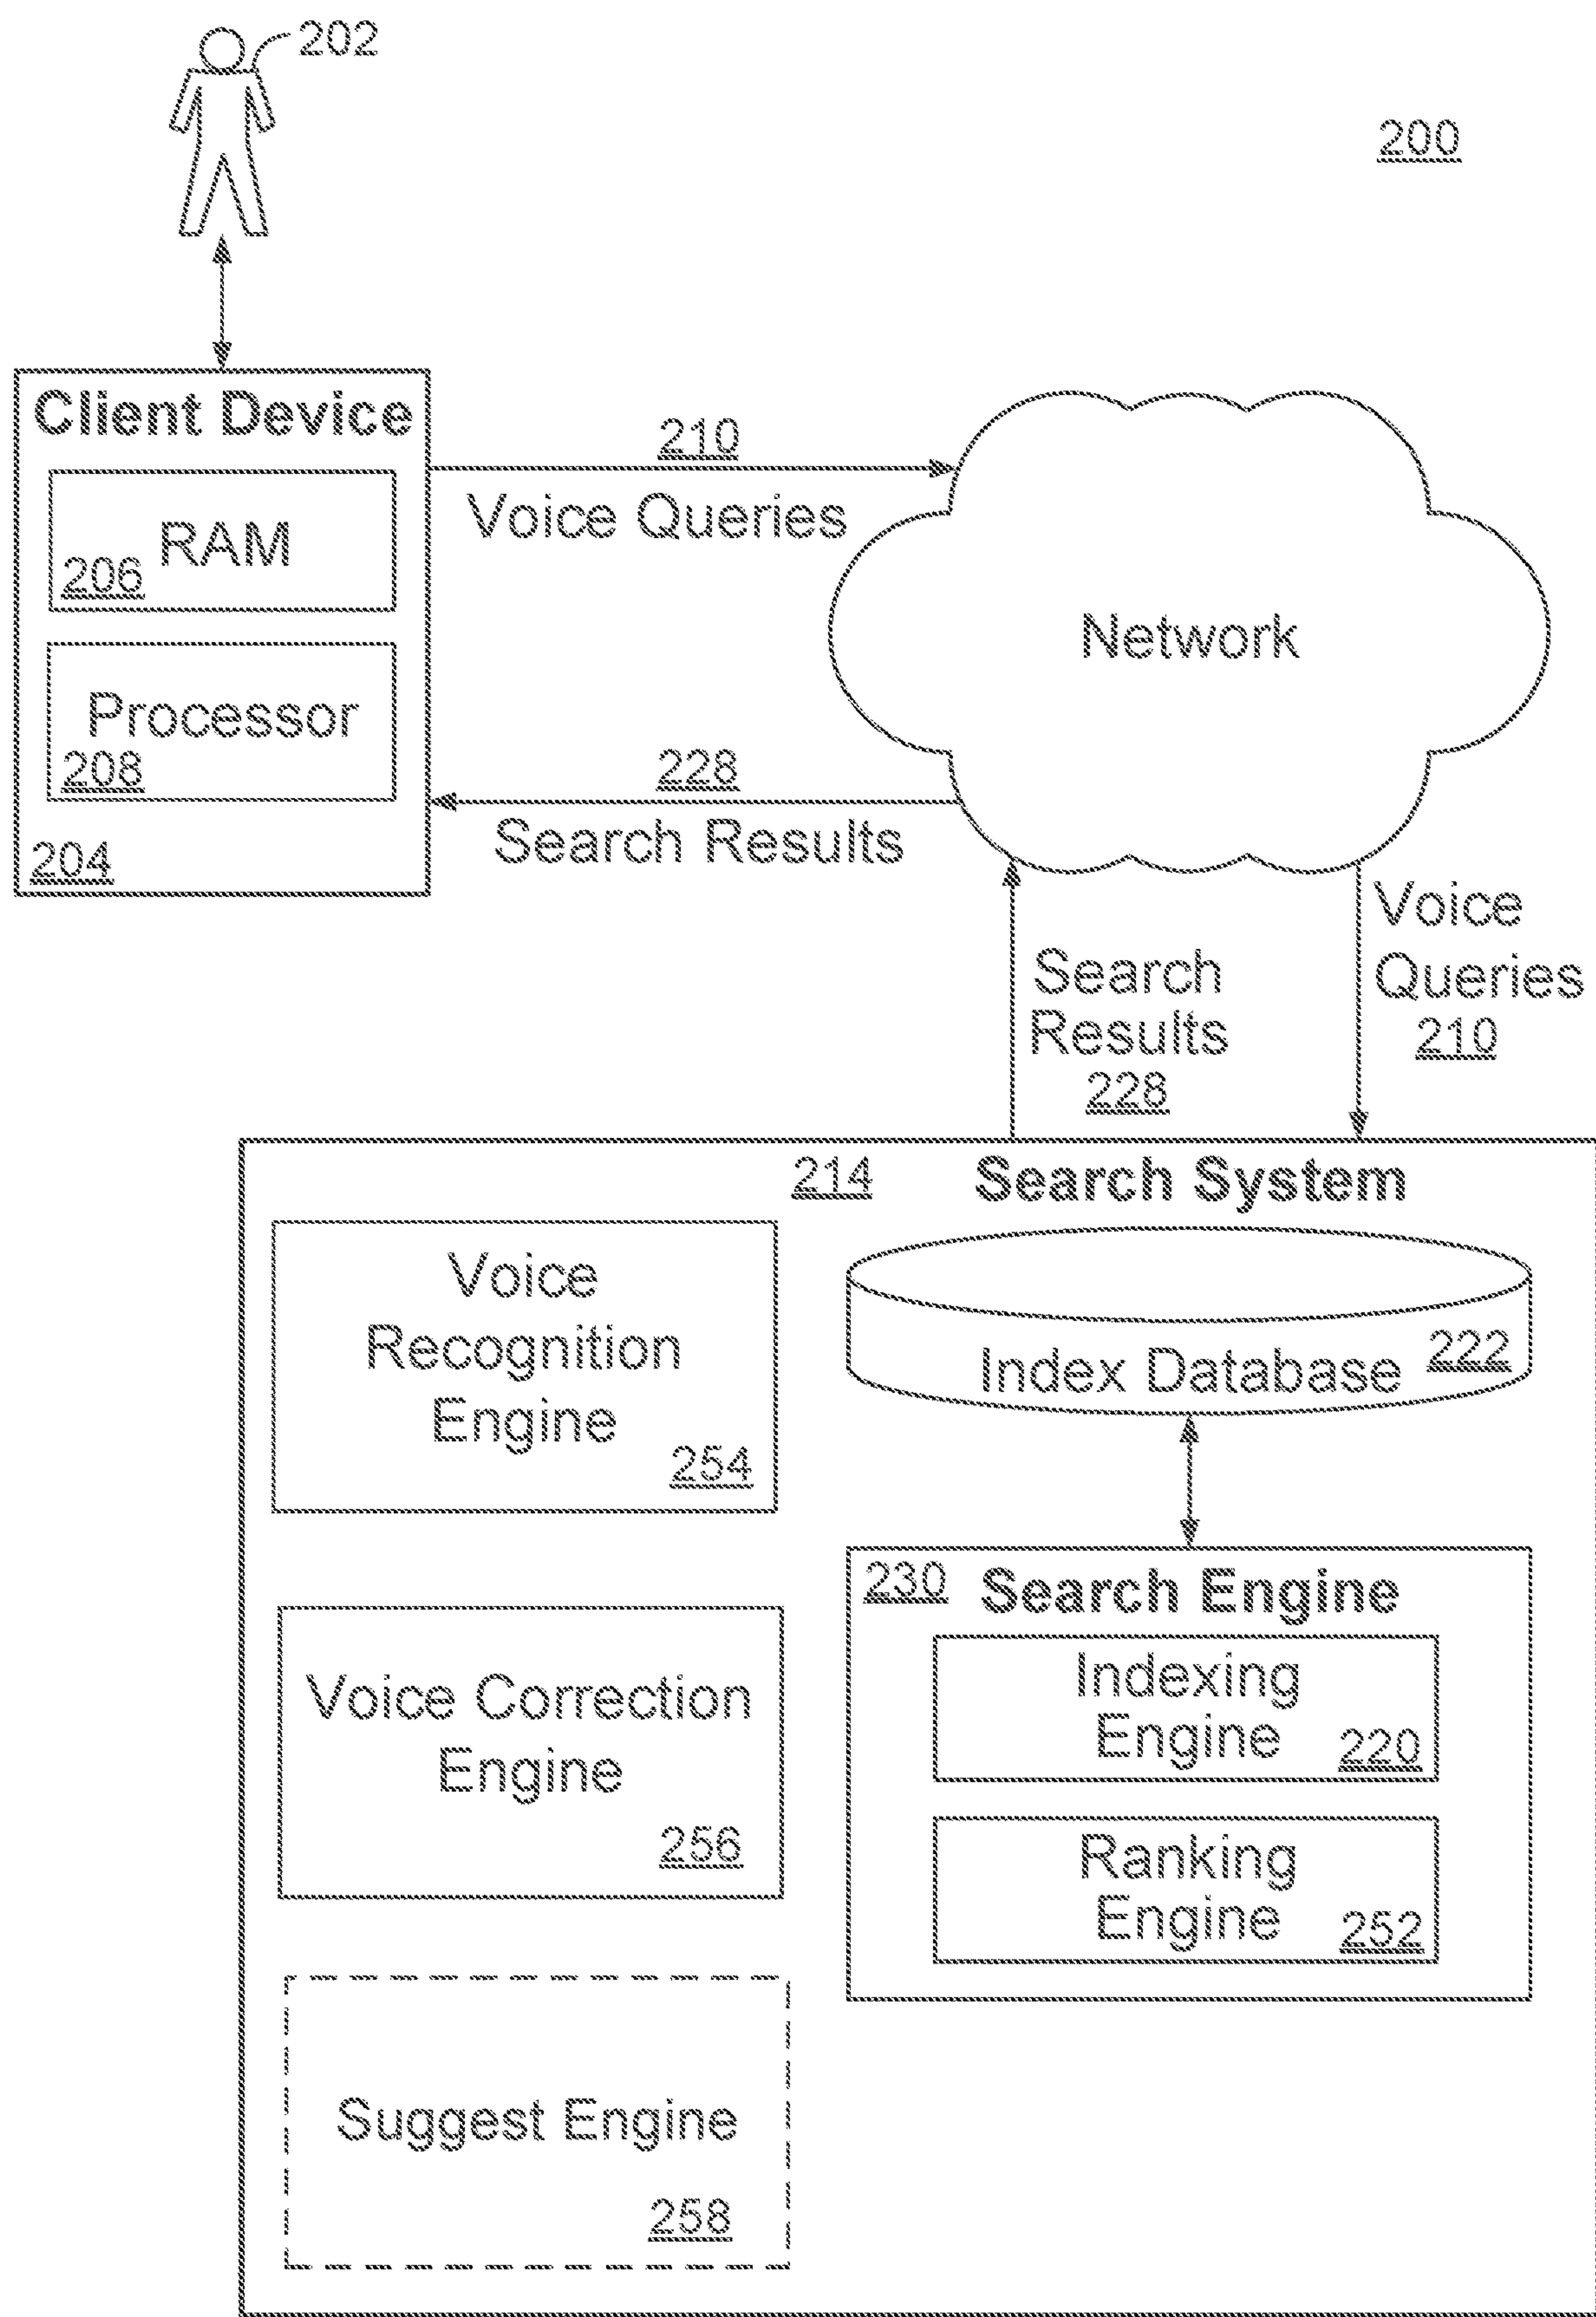 202
200
Client Device
RAM
206
Processor
208
204
210
Voice Queries
Network
228
Search Results
Voice
Queries
210
Search
Results
228
214
Search System
Voice
Recognition
Engine
254
Index Database
222
230
Search Engine
Indexing
Engine
220
Ranking
Engine
252
Voice Correction
Engine
256
Suggest Engine
258